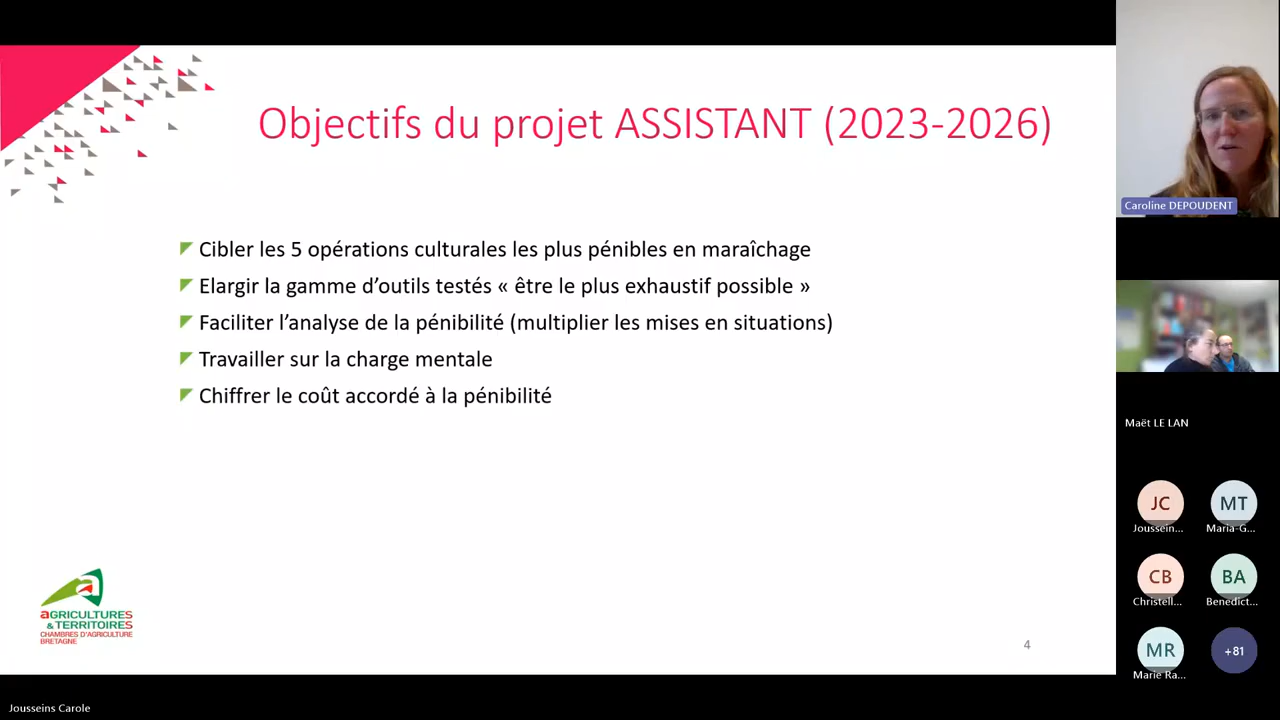 Objectifs du projet ASSISTANT (2023-2026)
Cibler les 5 opérations culturales les plus pénibles en maraîchage
Elargir la gamme d'outils testés « être le plus exhaustif possible »
Faciliter l'analyse de la pénibilité (multiplier les mises en situations)
Travailler sur la charge mentale
Chiffrer le coût accordé à la pénibilité
aGRICULTURES
& TERRITOIRES
CHAMBRES D'AGRICULTURE
BRETAGNE
4
Caroline DEPOUDENT
Maët LE LAN
JC
Joussein...
MT
Maria-G...
CB
Christell...
BA
Benedict...
MR
Marie Ra...
+81
Jousseins Carole